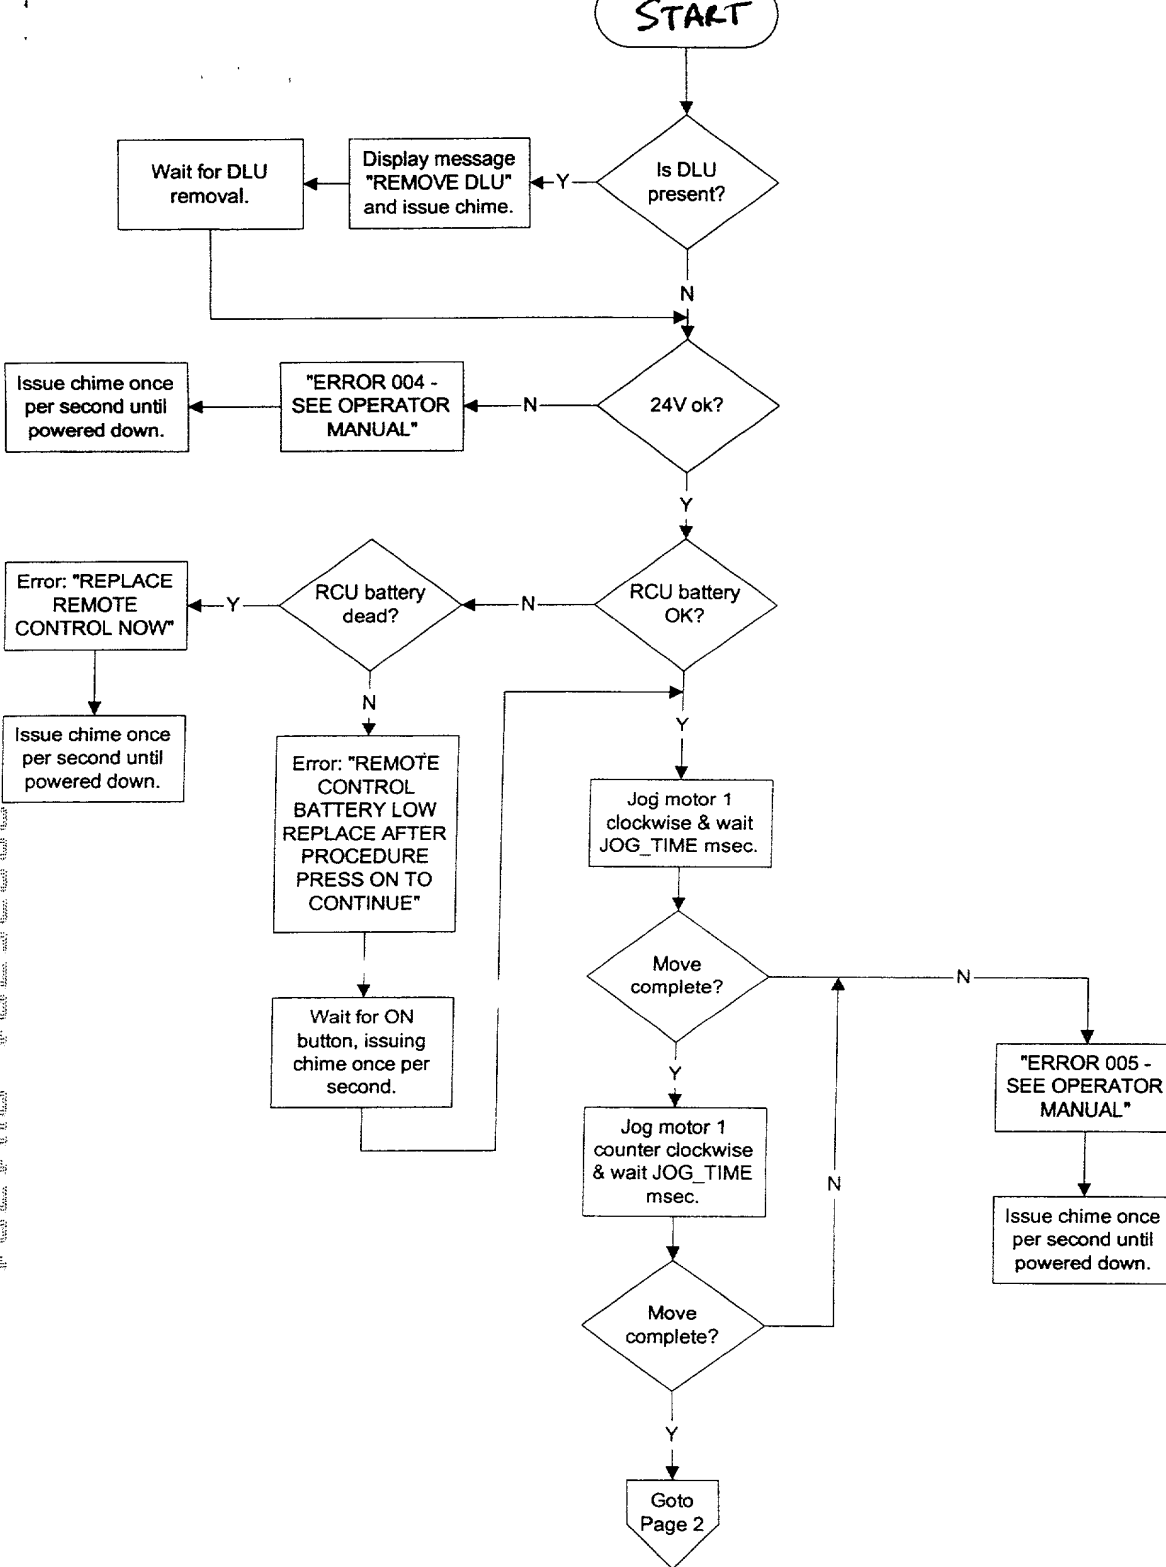 START
Is DLU
present?
Y
Display message
"REMOVE DLU"
and issue chime.
Wait for DLU
removal.
N
24V ok?
N
"ERROR 004 -
SEE OPERATOR
MANUAL"
Issue chime once
per second until
powered down.
Y
RCU battery
OK?
N
RCU battery
dead?
Y
Error: "REPLACE
REMOTE
CONTROL NOW"
Issue chime once
per second until
powered down.
N
Error: "REMOTE
CONTROL
BATTERY LOW
REPLACE AFTER
PROCEDURE
PRESS ON TO
CONTINUE"
Wait for ON
button, issuing
chime once per
second.
Y
Jog motor 1
clockwise & wait
JOG_TIME msec.
Move
complete?
N
"ERROR 005 -
SEE OPERATOR
MANUAL"
Issue chime once
per second until
powered down.
Y
Jog motor 1
counter clockwise
& wait JOG_TIME
msec.
N
Move
complete?
Y
Goto
Page 2